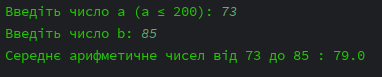 Введіть число a (a ≤ 200): 73
Введіть число b: 85
Середнє арифметичне чисел від 73 до 85 : 79.0